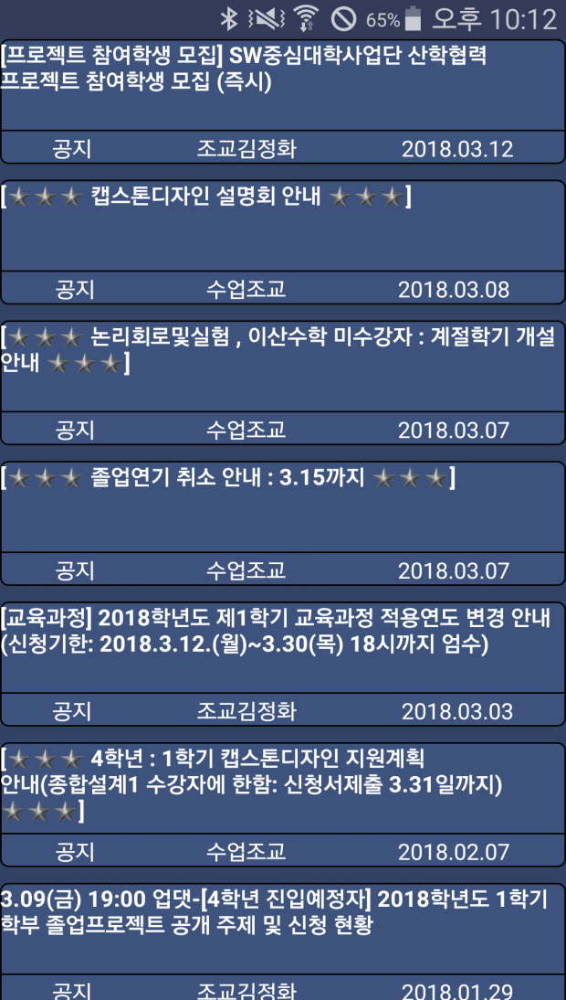 65% 오후 10:12
[프로젝트 참여학생 모집] SW중심대학사업단 산학협력
프로젝트 참여학생 모집 (즉시)
공지 조교김정화 2018.03.12
[★ ★ ★ 캡스톤디자인 설명회 안내 ★ ★ ★]
공지 수업조교 2018.03.08
[★ ★ ★ 논리회로및실험 , 이산수학 미수강자 : 계절학기 개설
안내 ★ ★ ★]
공지 수업조교 2018.03.07
[★ ★ ★ 졸업연기 취소 안내 : 3.15까지 ★ ★ ★]
공지 수업조교 2018.03.07
[교육과정] 2018학년도 제1학기 교육과정 적용연도 변경 안내
(신청기한: 2018.3.12.(월)~3.30(목) 18시까지 엄수)
공지 조교김정화 2018.03.03
[★ ★ ★ 4학년 : 1학기 캡스톤디자인 지원계획
안내(종합설계1 수강자에 한함: 신청서제출 3.31일까지)
★ ★ ★]
공지 수업조교 2018.02.07
3.09(금) 19:00 업댓-[4학년 진입예정자] 2018학년도 1학기
학부 졸업프로젝트 공개 주제 및 신청 현황
공지 조교김정화 2018.01.29